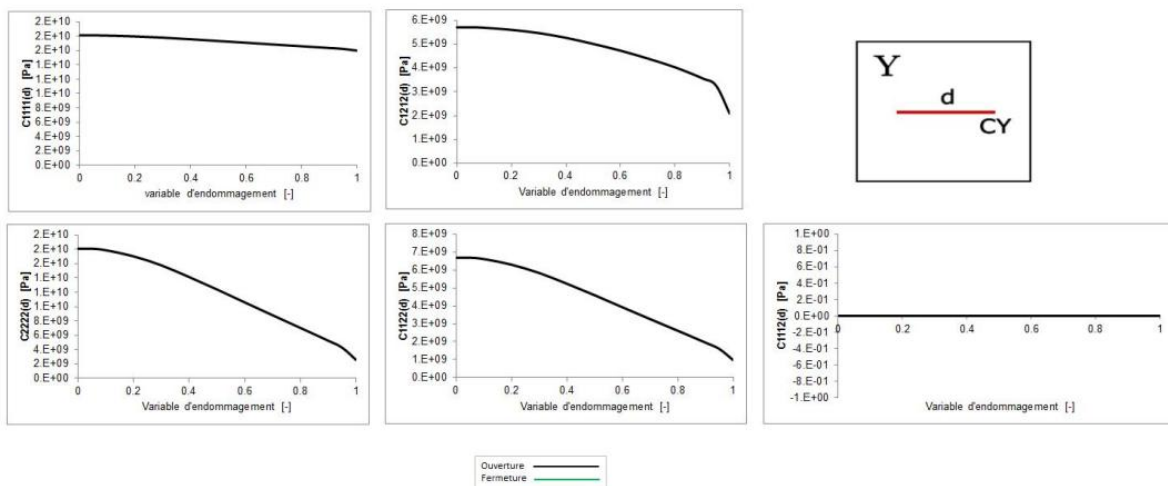 C1111(d) [Pa]
2.E+10
2.E+10
2.E+10
1.E+10
1.E+10
1.E+10
8.E+09
6.E+09
4.E+09
2.E+09
0.E+00
0 0.2 0.4 0.6 0.8 1
variable d'endommagement [-]
C1212(d) [Pa]
6.E+09
5.E+09
4.E+09
3.E+09
2.E+09
1.E+09
0.E+00
0 0.2 0.4 0.6 0.8 1
Variable d'endommagement [-]
Y
d
CY
C2222(d) [Pa]
2.E+10
2.E+10
2.E+10
1.E+10
1.E+10
1.E+10
8.E+09
6.E+09
4.E+09
2.E+09
0.E+00
0 0.2 0.4 0.6 0.8 1
Variable d'endommagement [-]
C1122(d) [Pa]
8.E+09
7.E+09
6.E+09
5.E+09
4.E+09
3.E+09
2.E+09
1.E+09
0.E+00
0 0.2 0.4 0.6 0.8 1
Variable d'endommagement [-]
C1112(d) [Pa]
1.E+00
8.E-01
6.E-01
4.E-01
2.E-01
0.E+00
-2.E-01
-4.E-01
-6.E-01
-8.E-01
-1.E+00
0 0.2 0.4 0.6 0.8 1
Variable d'endommagement [-]
Ouverture
Fermeture